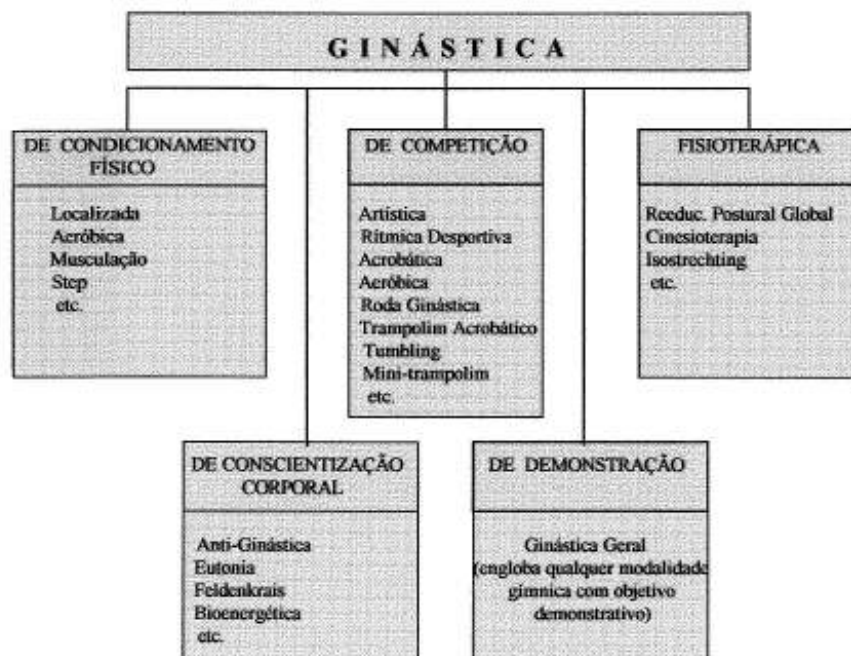 GINÁSTICA
DE CONDICIONAMENTO
FÍSICO
Localizada
Aeróbica
Musculação
Step
etc.
DE COMPETIÇÃO
Artística
Rítmica Desportiva
Acrobática
Aeróbica
Roda Ginástica
Trampolim Acrobático
Tumbling
Mini-trampolim
etc.
FISIOTERÁPICA
Reeduc. Postural Global
Cinesioterapia
Isostrechting
etc.
DE CONSCIENTIZAÇÃO
CORPORAL
Anti-Ginástica
Eutonia
Feldenkrais
Bioenergética
etc.
DE DEMONSTRAÇÃO
Ginástica Geral
(engloba qualquer modalidade
gímnica com objetivo
demonstrativo)